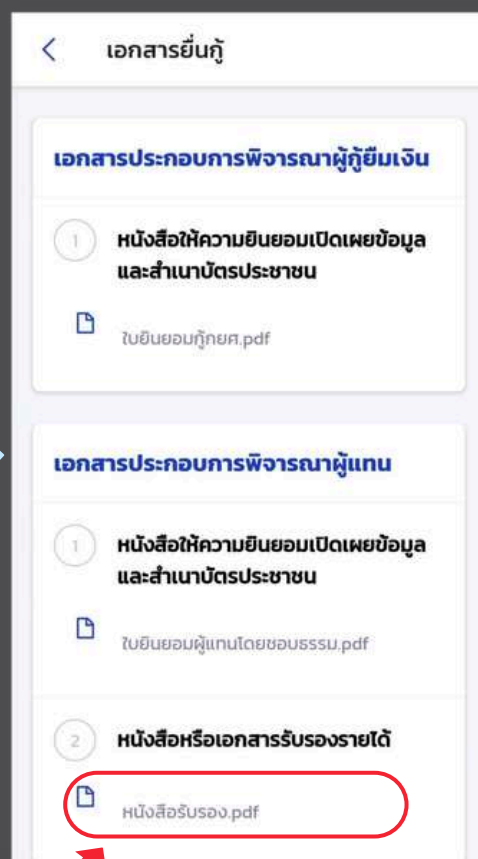 เอกสารยื่นกู้
เอกสารประกอบการพิจารณาผู้กู้ยืมเงิน
1 หนังสือให้ความยินยอมเปิดเผยข้อมูล
และสำเนาบัตรประชาชน
ใบยินยอมกู้กยศ.pdf
เอกสารประกอบการพิจารณาผู้แทน
1 หนังสือให้ความยินยอมเปิดเผยข้อมูล
และสำเนาบัตรประชาชน
ใบยินยอมผู้แทนโดยชอบธรรม.pdf
2 หนังสือหรือเอกสารรับรองรายได้
หนังสือรับรอง.pdf